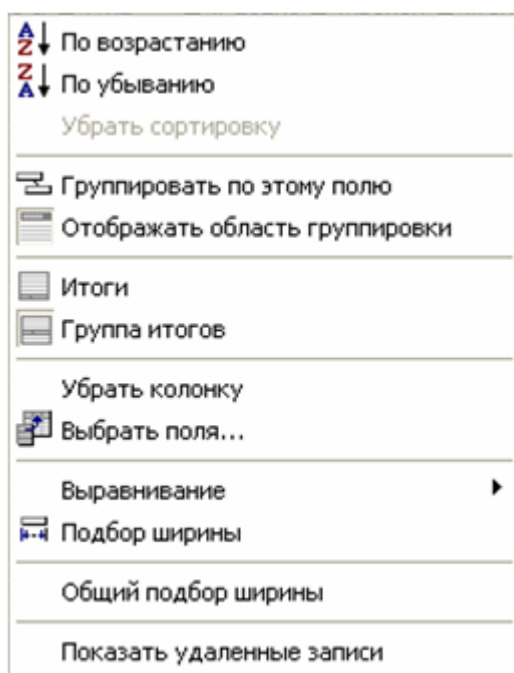 По возрастанию
По убыванию
Убрать сортировку
Группировать по этому полю
Отображать область группировки
Итоги
Группа итогов
Убрать колонку
Выбрать поля...
Выравнивание
Подбор ширины
Общий подбор ширины
Показать удаленные записи